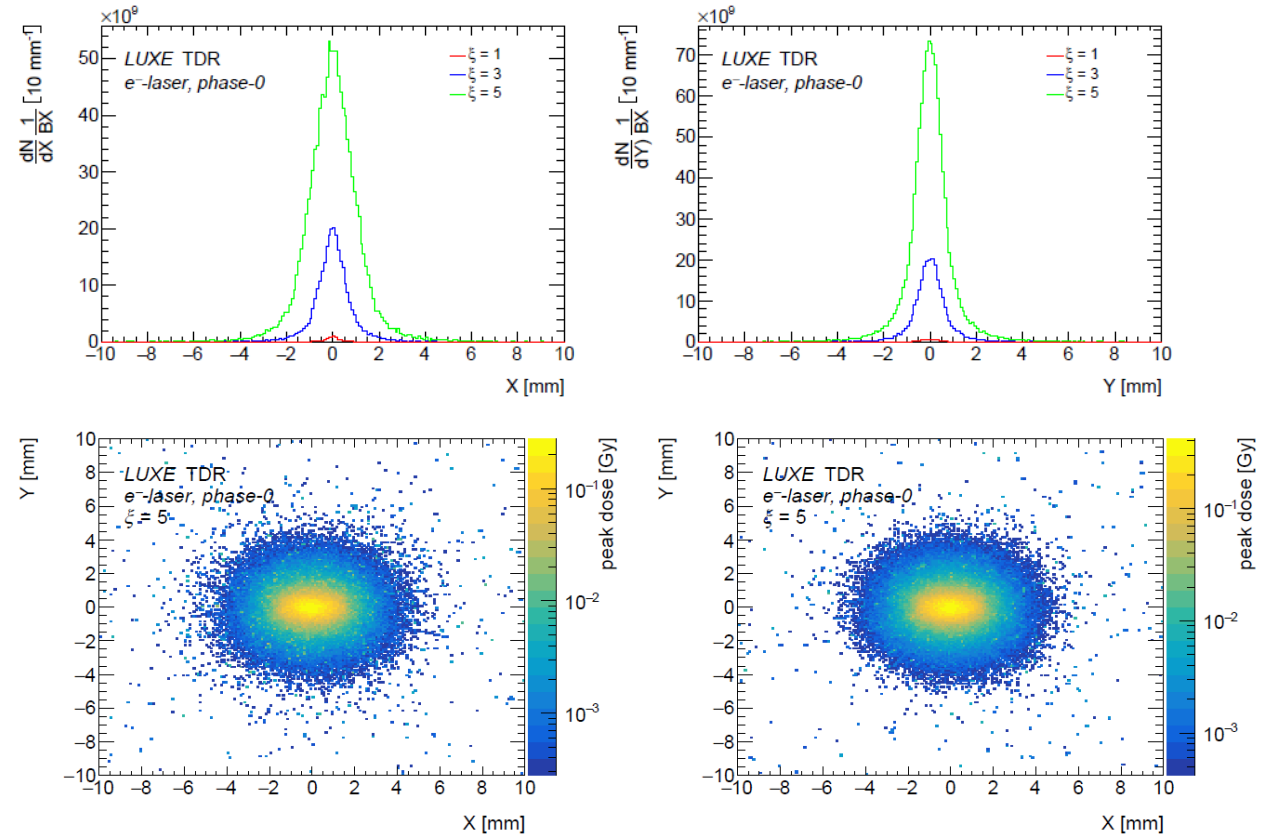 ×10⁹
LUXE TDR
e⁻-laser, phase-0
ξ = 1
ξ = 3
ξ = 5
dN/dX 1/BX [10 mm⁻¹]
50
40
30
20
10
0
−10 −8 −6 −4 −2 0 2 4 6 8 10
X [mm]
×10⁹
LUXE TDR
e⁻-laser, phase-0
ξ = 1
ξ = 3
ξ = 5
dN/dY) 1/BX [10 mm⁻¹]
70
60
50
40
30
20
10
0
−10 −8 −6 −4 −2 0 2 4 6 8 10
Y [mm]
Y [mm]
LUXE TDR
e⁻-laser, phase-0
ξ = 5
10
8
6
4
2
0
−2
−4
−6
−8
−10
−10 −8 −6 −4 −2 0 2 4 6 8 10
X [mm]
peak dose [Gy]
10⁻¹
10⁻²
10⁻³
Y [mm]
LUXE TDR
e⁻-laser, phase-0
ξ = 5
10
8
6
4
2
0
−2
−4
−6
−8
−10
−10 −8 −6 −4 −2 0 2 4 6 8 10
X [mm]
peak dose [Gy]
10⁻¹
10⁻²
10⁻³